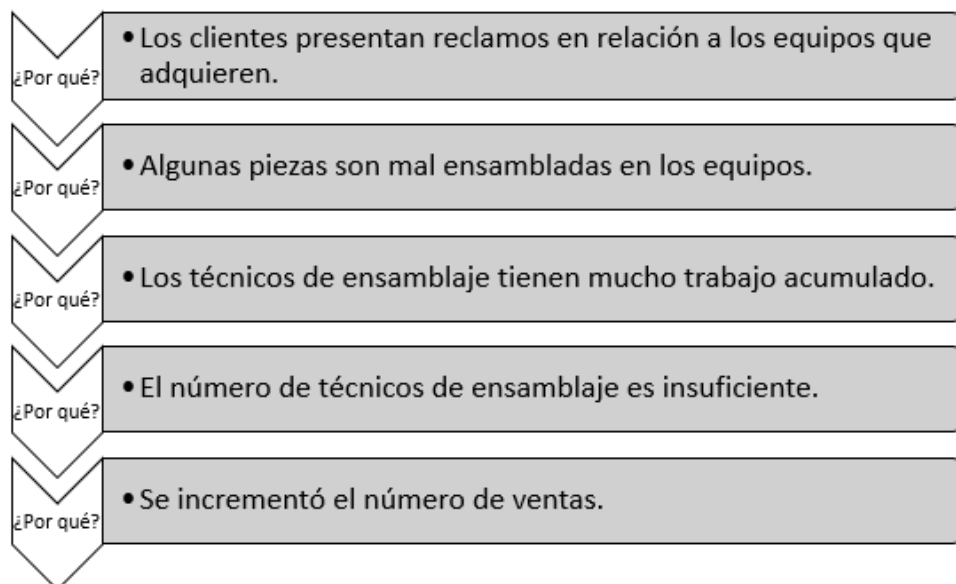 • Los clientes presentan reclamos en relación a los equipos que
adquieren.
¿Por qué?
• Algunas piezas son mal ensambladas en los equipos.
¿Por qué?
• Los técnicos de ensamblaje tienen mucho trabajo acumulado.
¿Por qué?
• El número de técnicos de ensamblaje es insuficiente.
¿Por qué?
• Se incrementó el número de ventas.
¿Por qué?